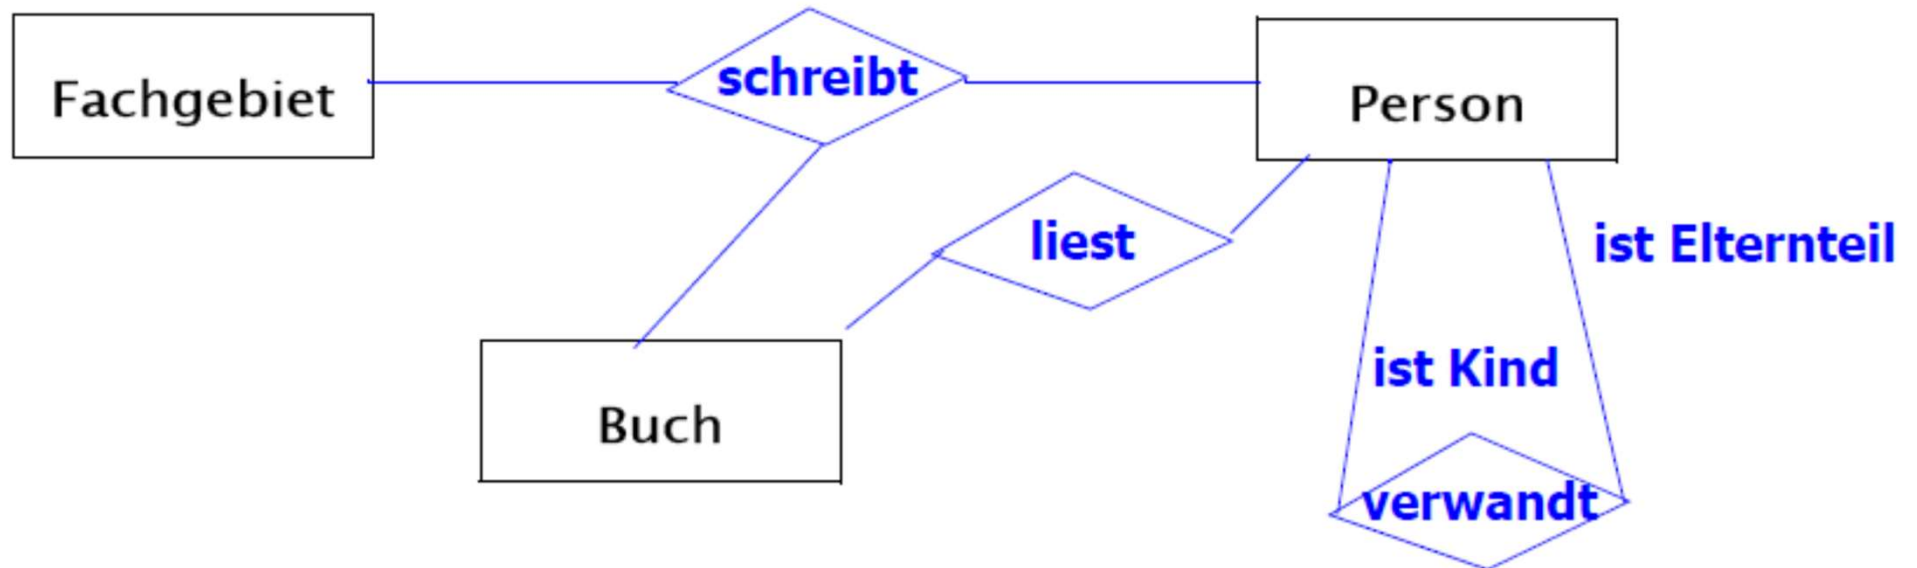 Fachgebiet
schreibt
Person
liest
ist Elternteil
ist Kind
Buch
verwandt